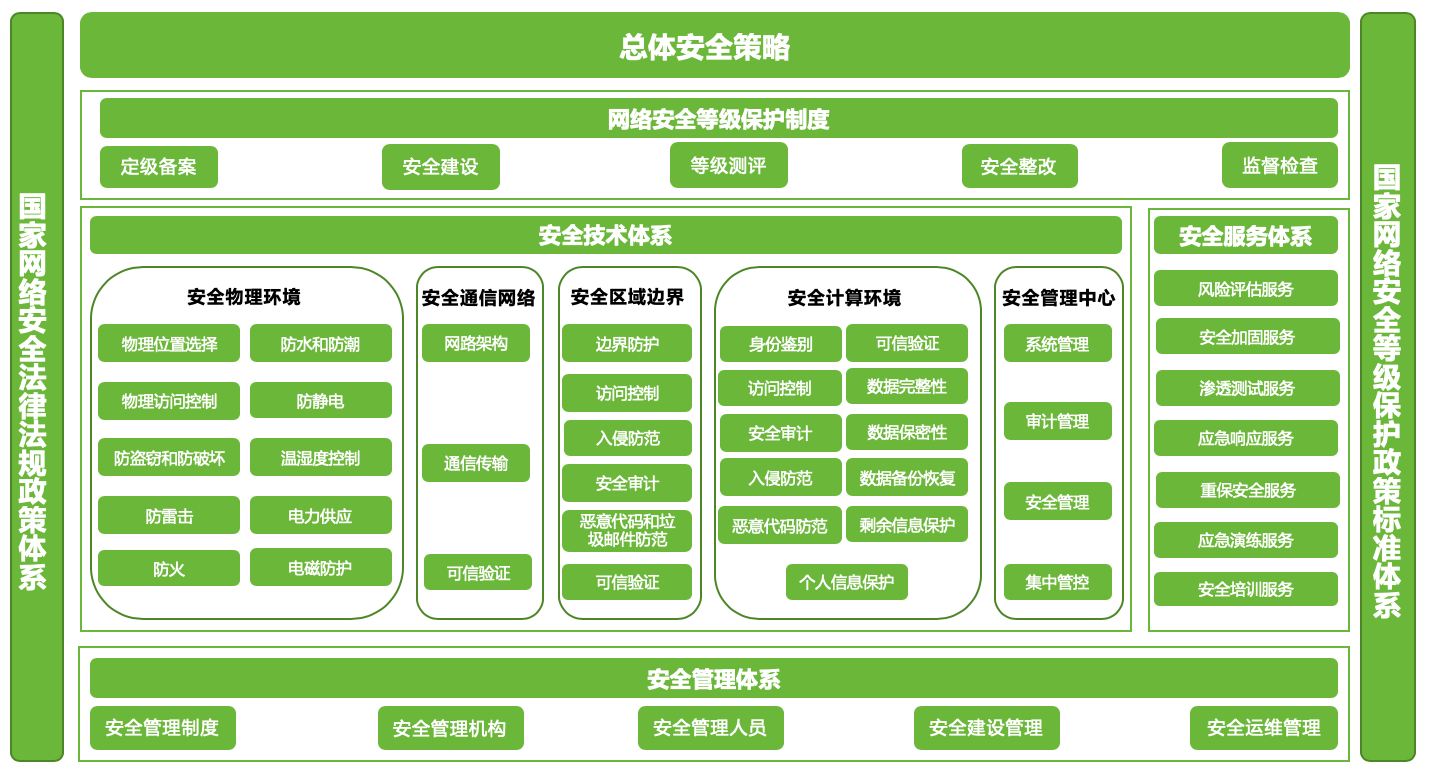 国家网络安全法律法规政策体系
总体安全策略
网络安全等级保护制度
定级备案
安全建设
等级测评
安全整改
监督检查
安全技术体系
安全物理环境
物理位置选择
防水和防潮
物理访问控制
防静电
防盗窃和防破坏
温湿度控制
防雷击
电力供应
防火
电磁防护
安全通信网络
网路架构
通信传输
可信验证
安全区域边界
边界防护
访问控制
入侵防范
安全审计
恶意代码和垃
圾邮件防范
可信验证
安全计算环境
身份鉴别
可信验证
访问控制
数据完整性
安全审计
数据保密性
入侵防范
数据备份恢复
恶意代码防范
剩余信息保护
个人信息保护
安全管理中心
系统管理
审计管理
安全管理
集中管控
安全服务体系
风险评估服务
安全加固服务
渗透测试服务
应急响应服务
重保安全服务
应急演练服务
安全培训服务
安全管理体系
安全管理制度
安全管理机构
安全管理人员
安全建设管理
安全运维管理
国家网络安全等级保护政策标准体系